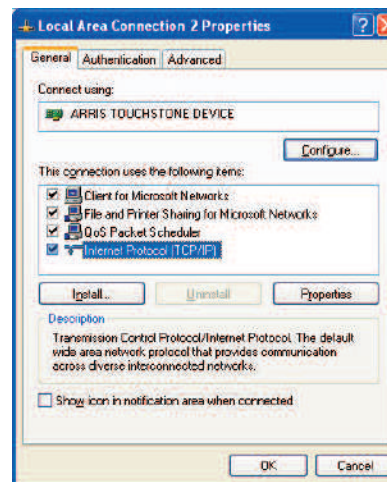 Local Area Connection 2 Properties
General Authentication Advanced
Connect using:
ARRIS TOUCHSTONE DEVICE
Configure...
This connection uses the following items:
Client for Microsoft Networks
File and Printer Sharing for Microsoft Networks
QoS Packet Scheduler
Internet Protocol (TCP/IP)
Install... Uninstall Properties
Description
Transmission Control Protocol/Internet Protocol. The default
wide area network protocol that provides communication
across diverse interconnected networks.
Show icon in notification area when connected
OK Cancel